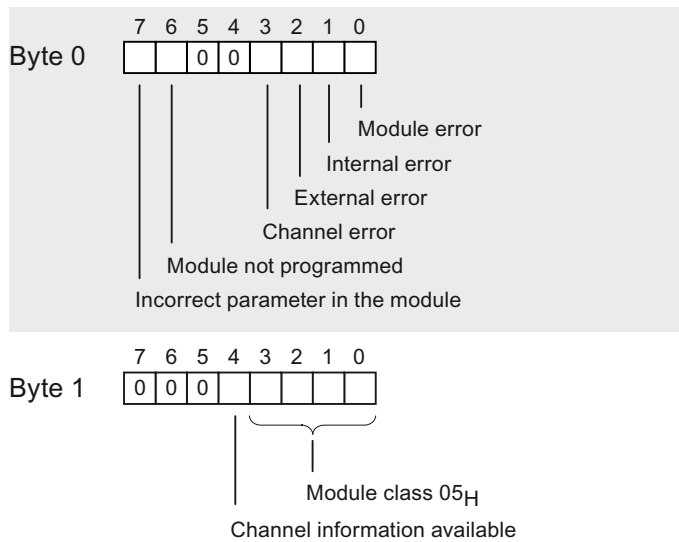 7 6 5 4 3 2 1 0
Byte 0 0 0
Module error
Internal error
External error
Channel error
Module not programmed
Incorrect parameter in the module
7 6 5 4 3 2 1 0
Byte 1 0 0 0
Module class 05H
Channel information available